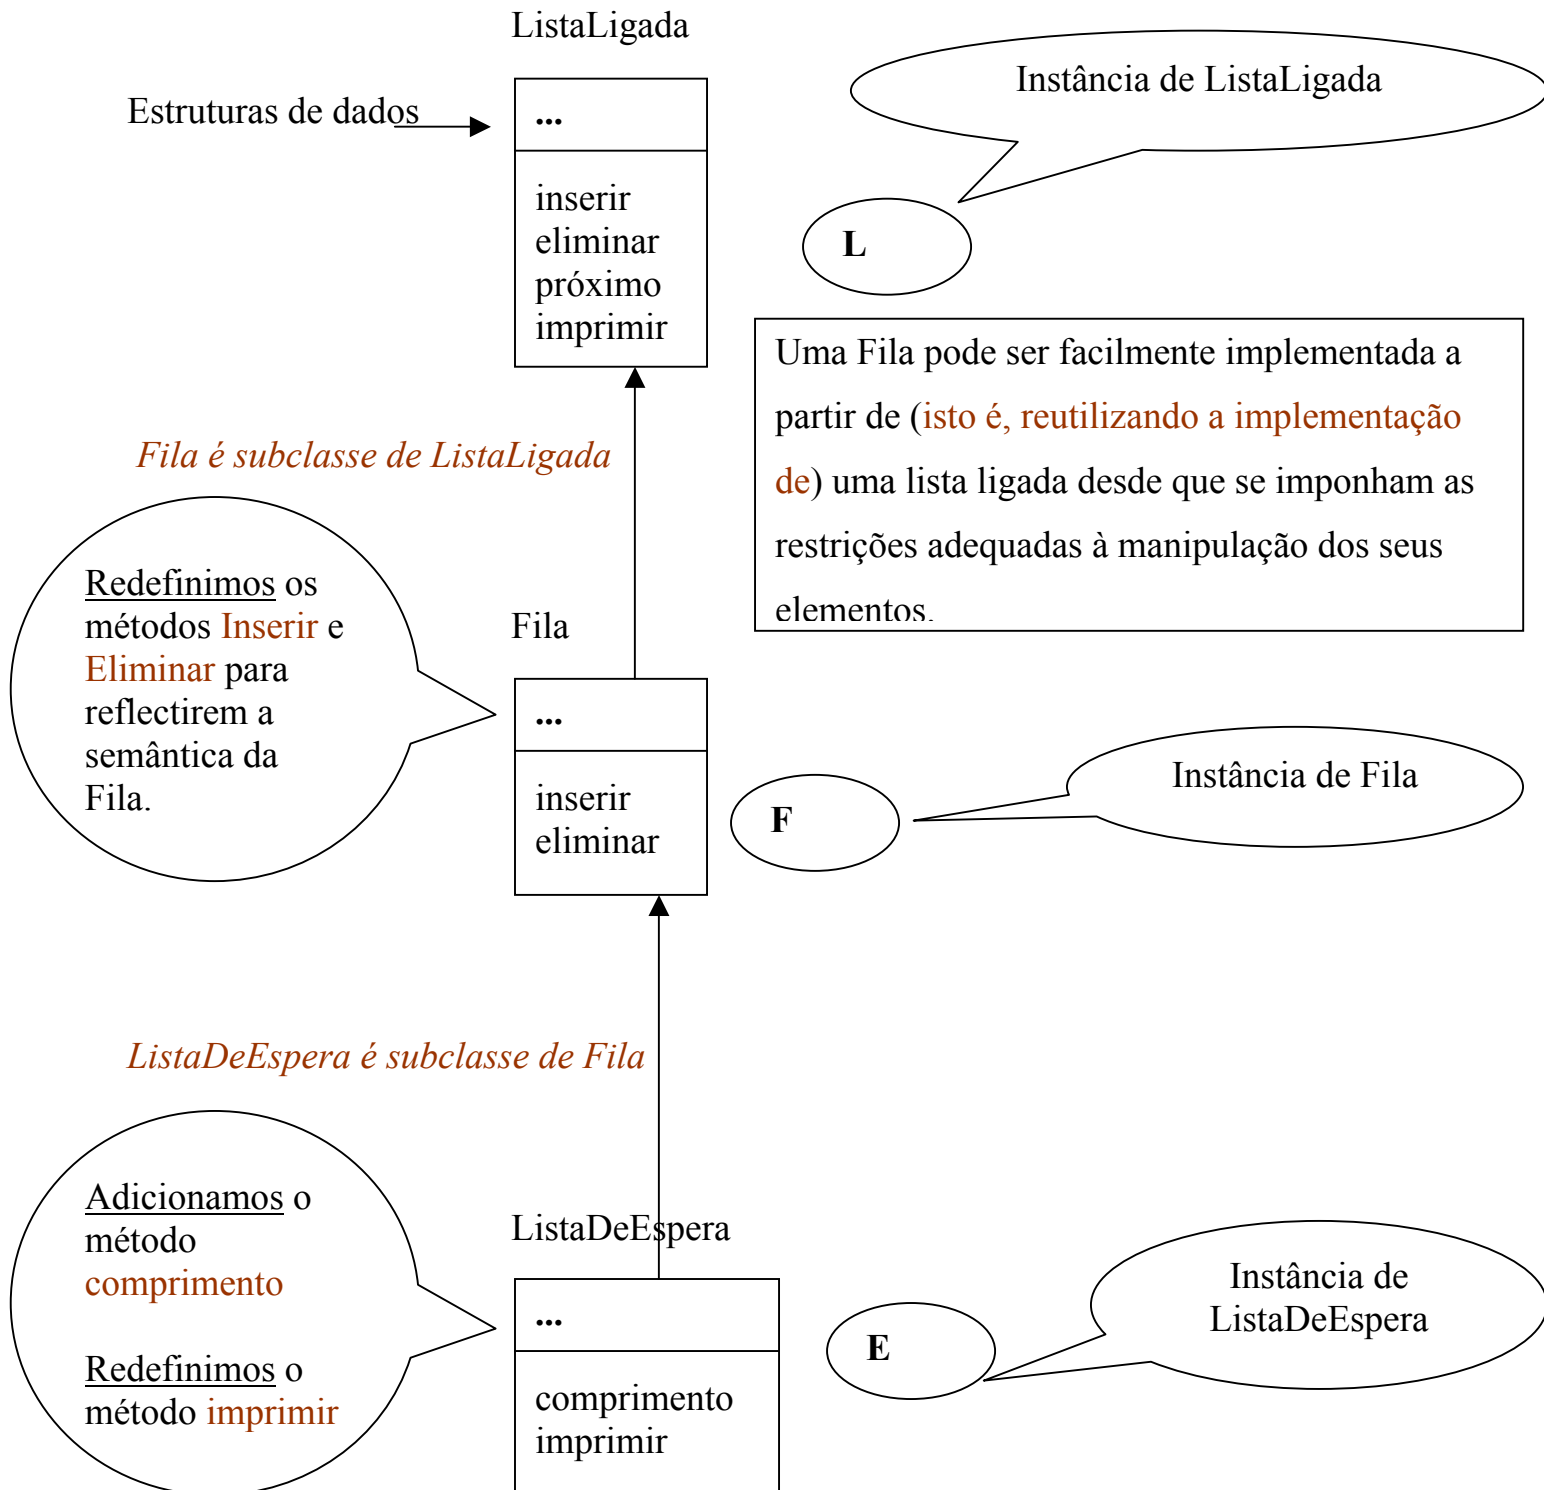 ListaLigada
Estruturas de dados
...
inserir
eliminar
próximo
imprimir
Instância de ListaLigada
L
Uma Fila pode ser facilmente implementada a
partir de (isto é, reutilizando a implementação
de) uma lista ligada desde que se imponham as
restrições adequadas à manipulação dos seus
elementos.
Fila é subclasse de ListaLigada
Redefinimos os
métodos Inserir e
Eliminar para
reflectirem a
semântica da
Fila.
Fila
...
inserir
eliminar
F
Instância de Fila
ListaDeEspera é subclasse de Fila
Adicionamos o
método
comprimento
Redefinimos o
método imprimir
ListaDeEspera
...
comprimento
imprimir
E
Instância de
ListaDeEspera